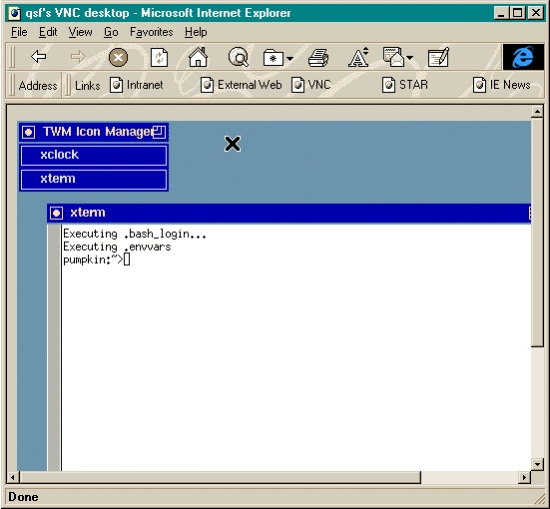 qsf's VNC desktop - Microsoft Internet Explorer
File Edit View Go Favorites Help
Address Links Intranet External Web VNC STAR IE News
TWM Icon Manager
xclock
xterm
xterm
Executing .bash_login...
Executing .envvars
pumpkin:~>
Done